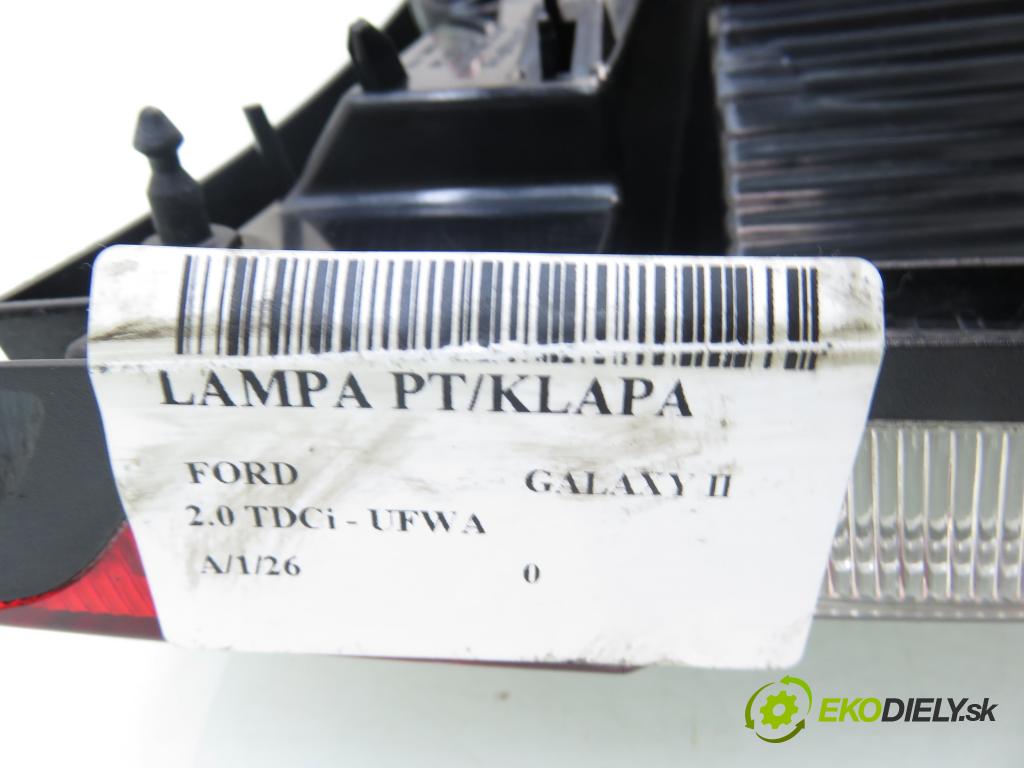 LAMPA PT/KLAPA
FORD GALAXY II
2.0 TDCi - UFWA
A/1/26 0
EKODIELY.sk